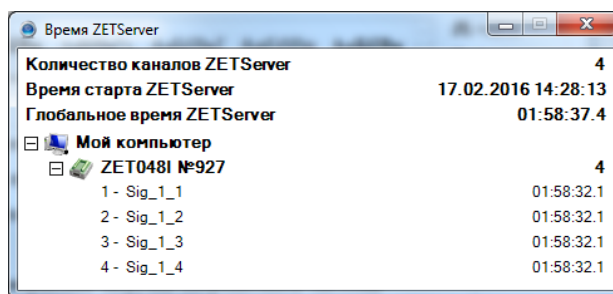 Время ZETServer
Количество каналов ZETServer 4
Время старта ZETServer 17.02.2016 14:28:13
Глобальное время ZETServer 01:58:37.4
Мой компьютер
ZET048I №927 4
1 - Sig_1_1 01:58:32.1
2 - Sig_1_2 01:58:32.1
3 - Sig_1_3 01:58:32.1
4 - Sig_1_4 01:58:32.1